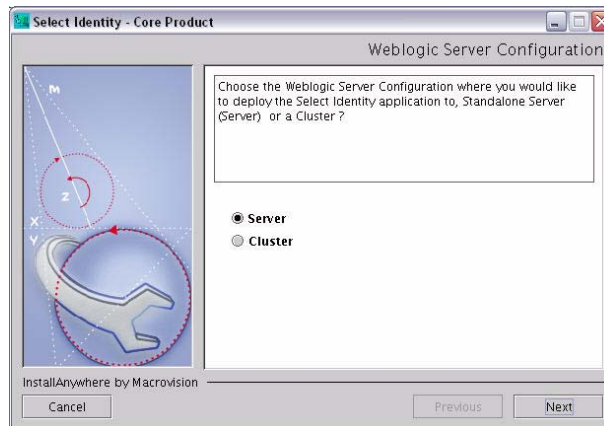 Select Identity - Core Product
Weblogic Server Configuration
M
Z
X
Y
Choose the Weblogic Server Configuration where you would like
to deploy the Select Identity application to, Standalone Server
(Server)  or a Cluster ?
Server
Cluster
InstallAnywhere by Macrovision
Cancel
Previous
Next